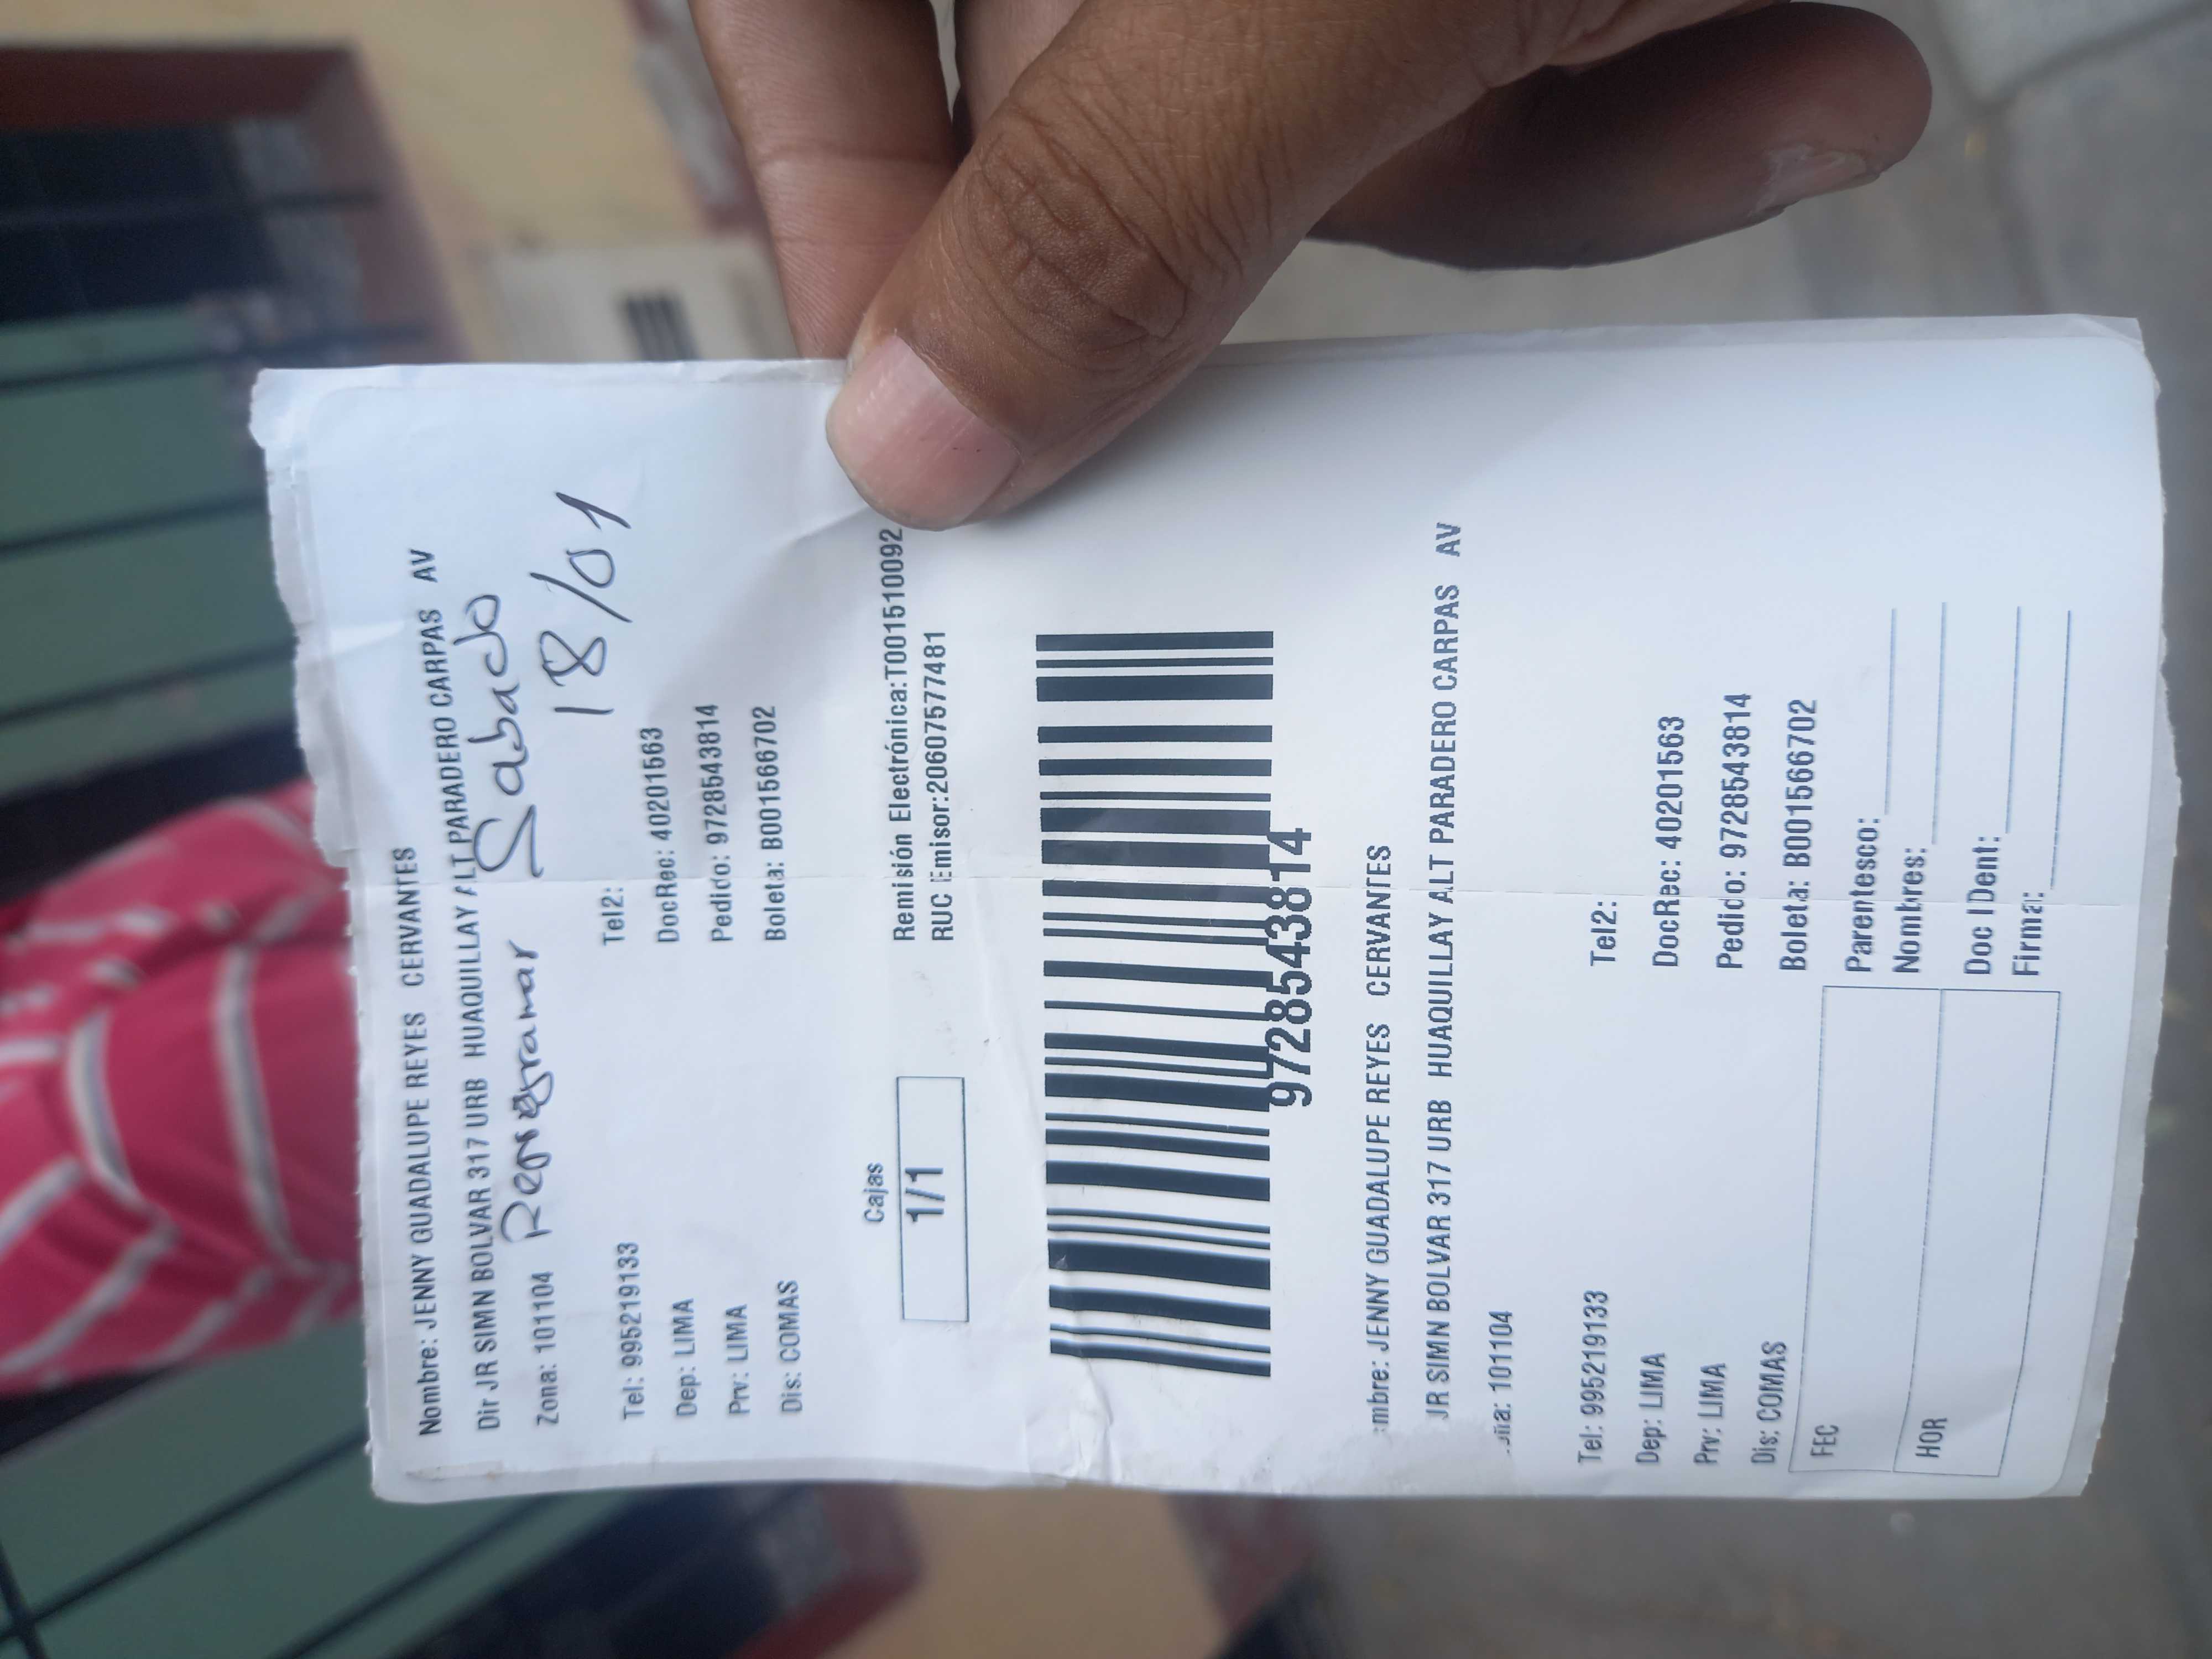 Nombre: JENNY GUADALUPE REYES CERVANTES
Dir JR SIMN BOLVAR 317 URB HUAQUILLAY ALT PARADERO CARPAS AV
Zona: 101104
Sabado
18/01
Tel: 995219133 Tel2:
Dep: LIMA DocRec: 40201563
Prv: LIMA Pedido: 9728543814
Dis: COMAS Boleta: B001566702
Cajas
1/1
Remisión Electrónica:T001510092
RUC Emisor:20607577481
9728543814
mbre: JENNY GUADALUPE REYES CERVANTES
JR SIMN BOLVAR 317 URB HUAQUILLAY ALT PARADERO CARPAS AV
na: 101104
Tel: 995219133 Tel2:
Dep: LIMA DocRec: 40201563
Prv: LIMA Pedido: 9728543814
Dis: COMAS Boleta: B001566702
FEC Parentesco:
Nombres:
HOR Doc IDent:
Firma: